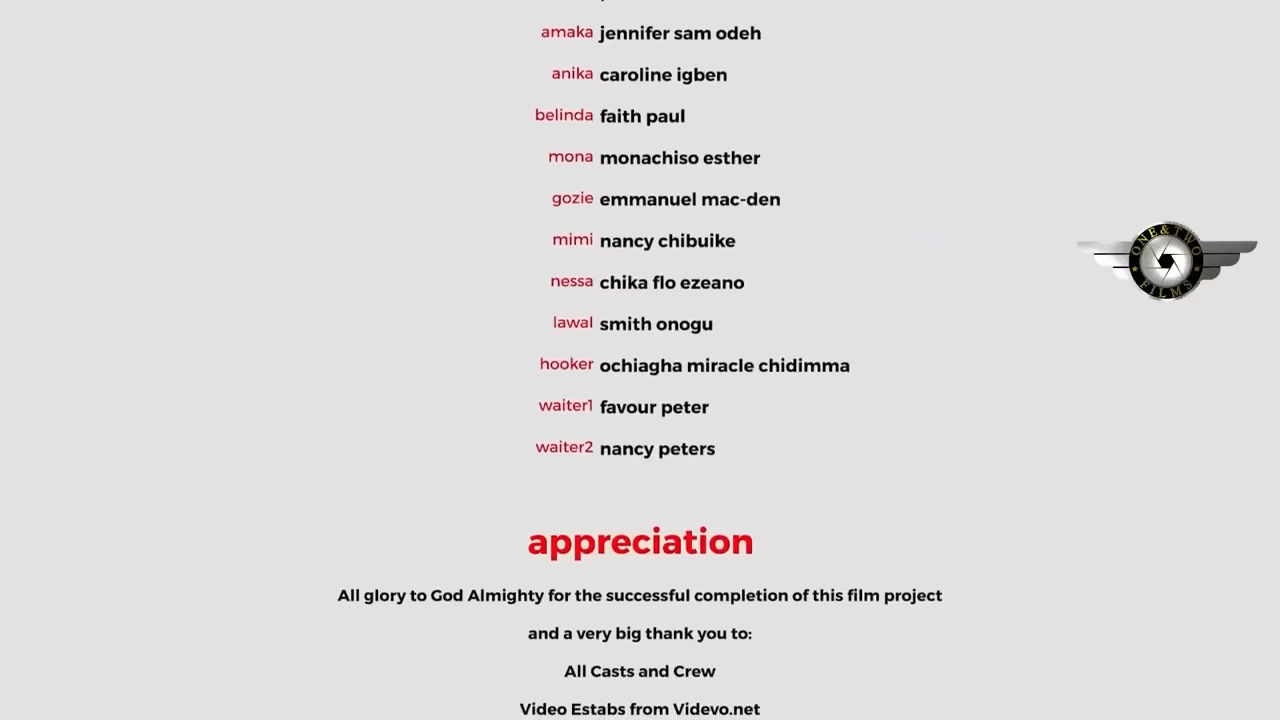 amaka jennifer sam odeh
anika caroline igben
belinda faith paul
mona monachiso esther
gozie emmanuel mac-den
mimi nancy chibuike
nessa chika flo ezeano
lawal smith onogu
hooker ochiagha miracle chidimma
waiter1 favour peter
waiter2 nancy peters
ONE&TWO
FILMS
appreciation
All glory to God Almighty for the successful completion of this film project
and a very big thank you to:
All Casts and Crew
Video Estabs from Videvo.net